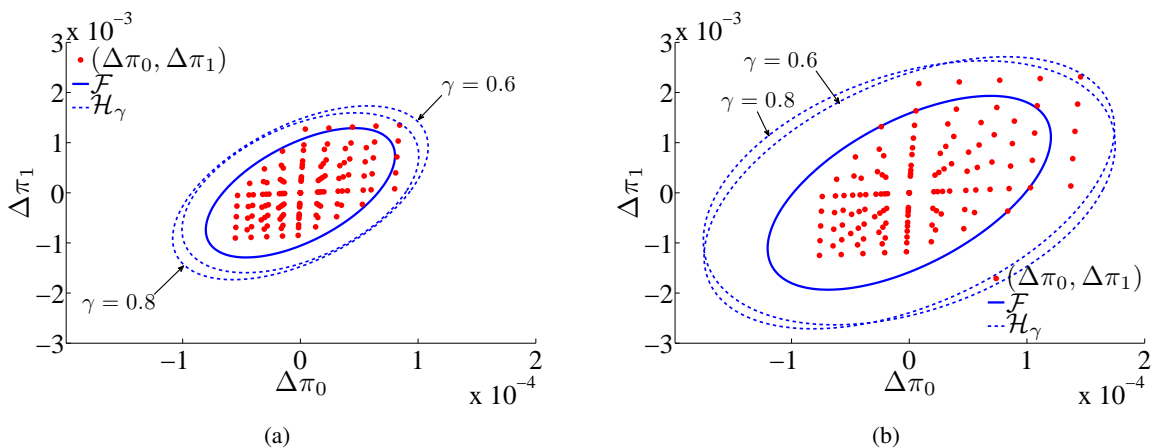 x 10⁻³
3
2
1
0
−1
−2
−3
Δπ₁
(Δπ₀, Δπ₁)
ℱ
ℋᵧ
γ = 0.6
γ = 0.8
−1
0
1
2
x 10⁻⁴
Δπ₀
(a)
x 10⁻³
3
2
1
0
−1
−2
−3
Δπ₁
γ = 0.6
γ = 0.8
(Δπ₀, Δπ₁)
ℱ
ℋᵧ
−1
0
1
2
x 10⁻⁴
Δπ₀
(b)